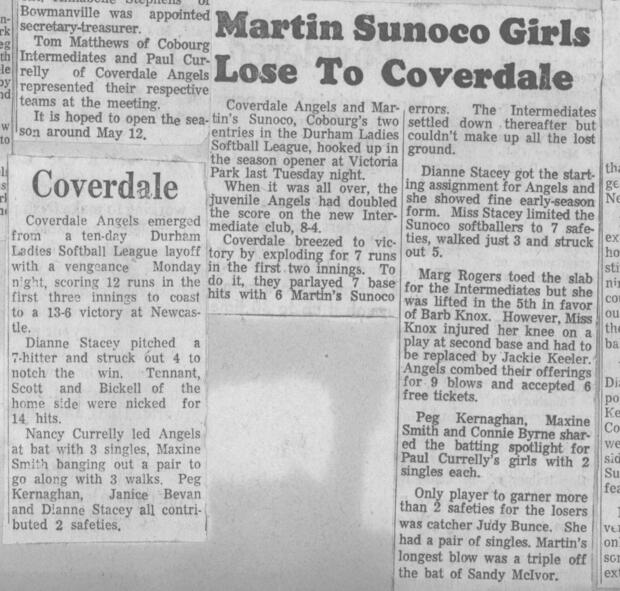 Bowmanville was appointed
secretary-treasurer.
Tom Matthews of Cobourg
Intermediates and Paul Cur-
relly of Coverdale Angels
represented their respective
teams at the meeting.
It is hoped to open the sea-
son around May 12.
Coverdale
Coverdale Angels emerged
from a ten-day Durham
Ladies Softball League layoff
with a vengeance Monday
night, scoring 12 runs in the
first three innings to coast
to a 13-6 victory at Newcas-
tle.
Dianne Stacey pitched a
7-hitter and struck out 4 to
notch the win. Tennant,
Scott and Bickell of the
home side were nicked for
14 hits.
Nancy Currelly led Angels
at bat with 3 singles, Maxine
Smith banging out a pair to
go along with 3 walks. Peg
Kernaghan, Janice Bevan
and Dianne Stacey all contri-
buted 2 safeties.
Martin Sunoco Girls
Lose To Coverdale
Coverdale Angels and Mar-
tin's Sunoco, Cobourg's two
entries in the Durham Ladies
Softball League, hooked up in
the season opener at Victoria
Park last Tuesday night.
When it was all over, the
juvenile Angels had doubled
the score on the new Inter-
mediate club, 8-4.
Coverdale breezed to vic-
tory by exploding for 7 runs
in the first two innings. To
do it, they parlayed 7 base
hits with 6 Martin's Sunoco
errors. The Intermediates
settled down thereafter but
couldn't make up all the lost
ground.
Dianne Stacey got the start-
ing assignment for Angels and
she showed fine early-season
form. Miss Stacey limited the
Sunoco softballers to 7 safe-
ties, walked just 3 and struck
out 5.
Marg Rogers toed the slab
for the Intermediates but she
was lifted in the 5th in favor
of Barb Knox. However, Miss
Knox injured her knee on a
play at second base and had to
be replaced by Jackie Keeler.
Angels combed their offerings
for 9 blows and accepted 6
free tickets.
Peg Kernaghan, Maxine
Smith and Connie Byrne shar-
ed the batting spotlight for
Paul Currelly's girls with 2
singles each.
Only player to garner more
than 2 safeties for the losers
was catcher Judy Bunce. She
had a pair of singles. Martin's
longest blow was a triple off
the bat of Sandy McIvor.